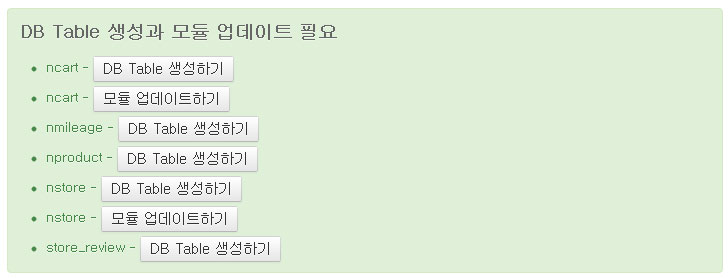 DB Table 생성과 모듈 업데이트 필요
ncart - DB Table 생성하기
ncart - 모듈 업데이트하기
nmileage - DB Table 생성하기
nproduct - DB Table 생성하기
nstore - DB Table 생성하기
nstore - 모듈 업데이트하기
store_review - DB Table 생성하기